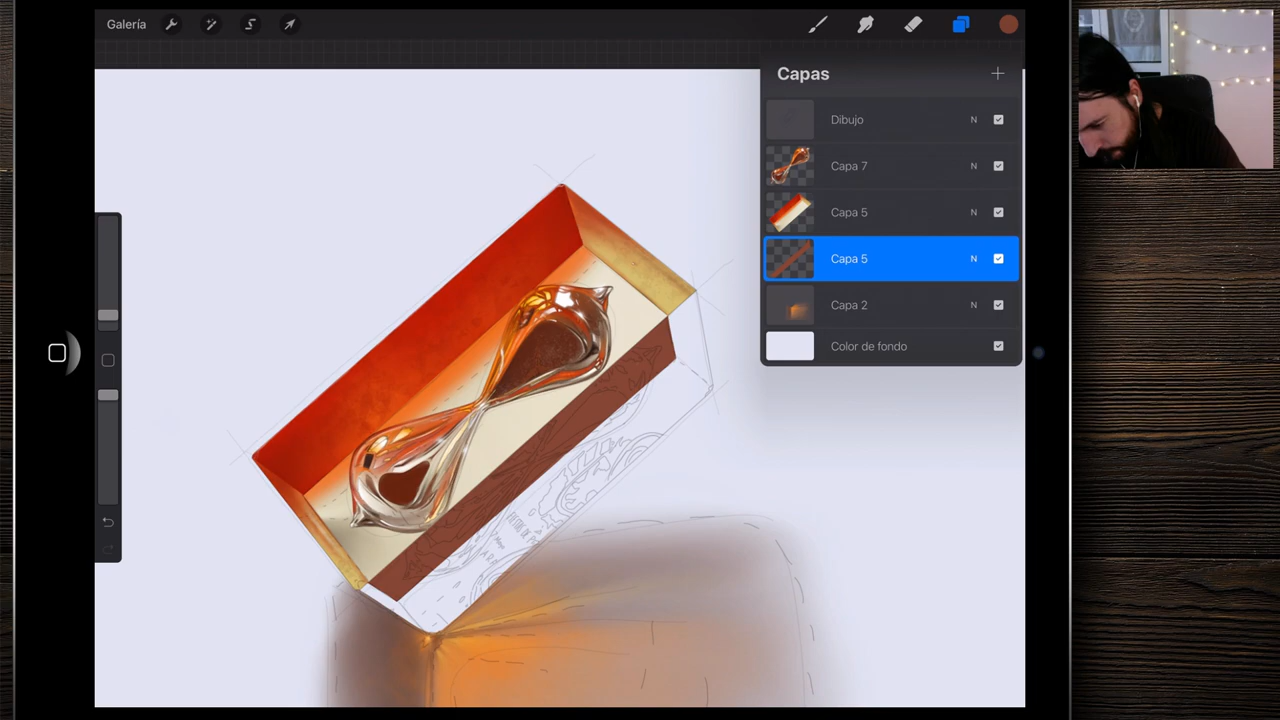 Galería
Capas
Dibujo N
Capa 7 N
Capa 5 N
Capa 5 N
Capa 2 N
Color de fondo